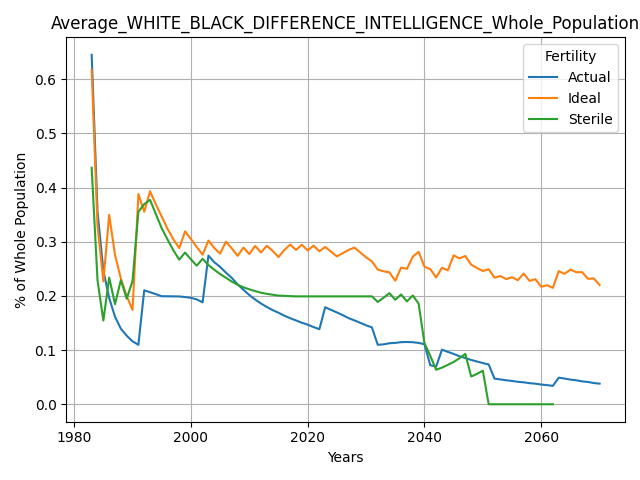 Average_WHITE_BLACK_DIFFERENCE_INTELLIGENCE_Whole_Population
Fertility
Actual
Ideal
Sterile
% of Whole Population
0.6
0.5
0.4
0.3
0.2
0.1
0.0
1980 2000 2020 2040 2060
Years